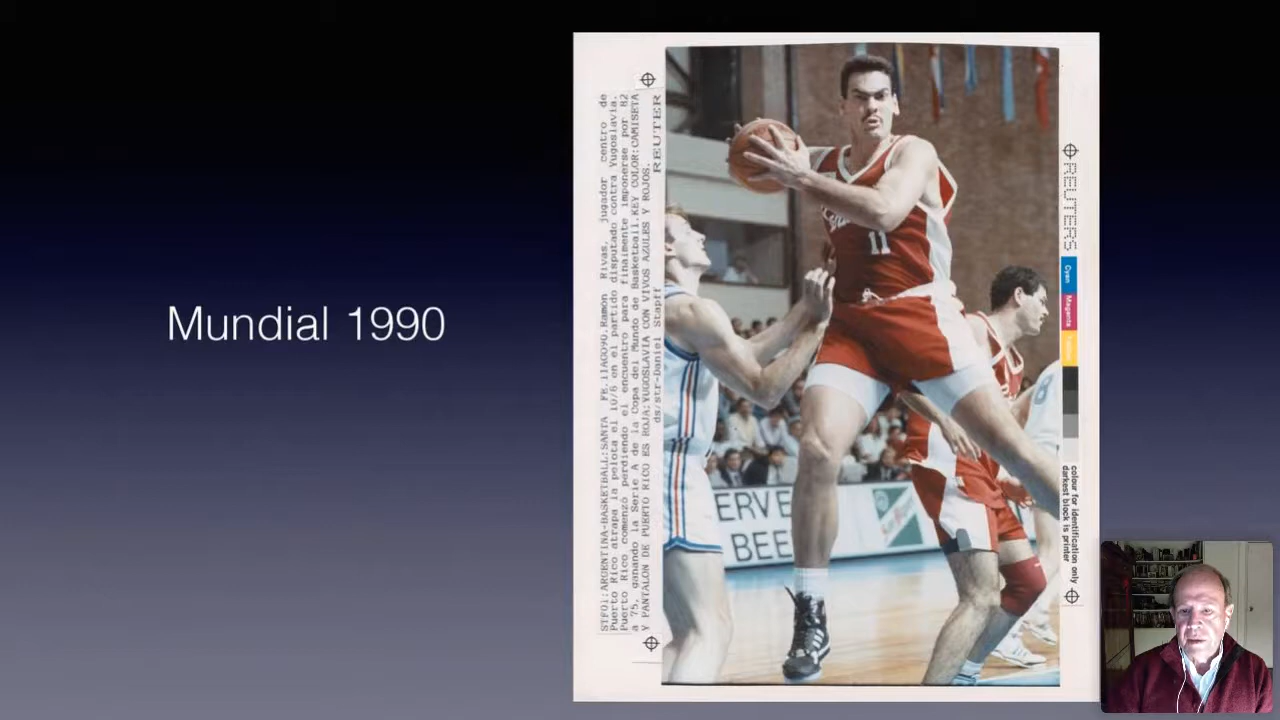 Mundial 1990
STF01:ARGENTINA-BASKETBALL:SANTA FE,11AGO90.Ramón Rivas, jugador centro de
Puerto Rico atrapa la pelota el 10/8 en el partido disputado contra Yugoslavia.
Puerto Rico comenzó perdiendo el encuentro para finalmente imponerse por 82
a 75, ganando la Serie A de la Copa del Mundo de Basketball.KEY COLOR:CAMISETA
Y PANTALON DE PUERTO RICO ES ROJA;YUGOSLAVIA CON VIVOS AZULES Y ROJOS.
ds/str-Daniel Stapff REUTER
11
8
ERVE
BEE
REUTERS
Cyan
Magenta
Yellow
colour for identification only
darkest block is printer